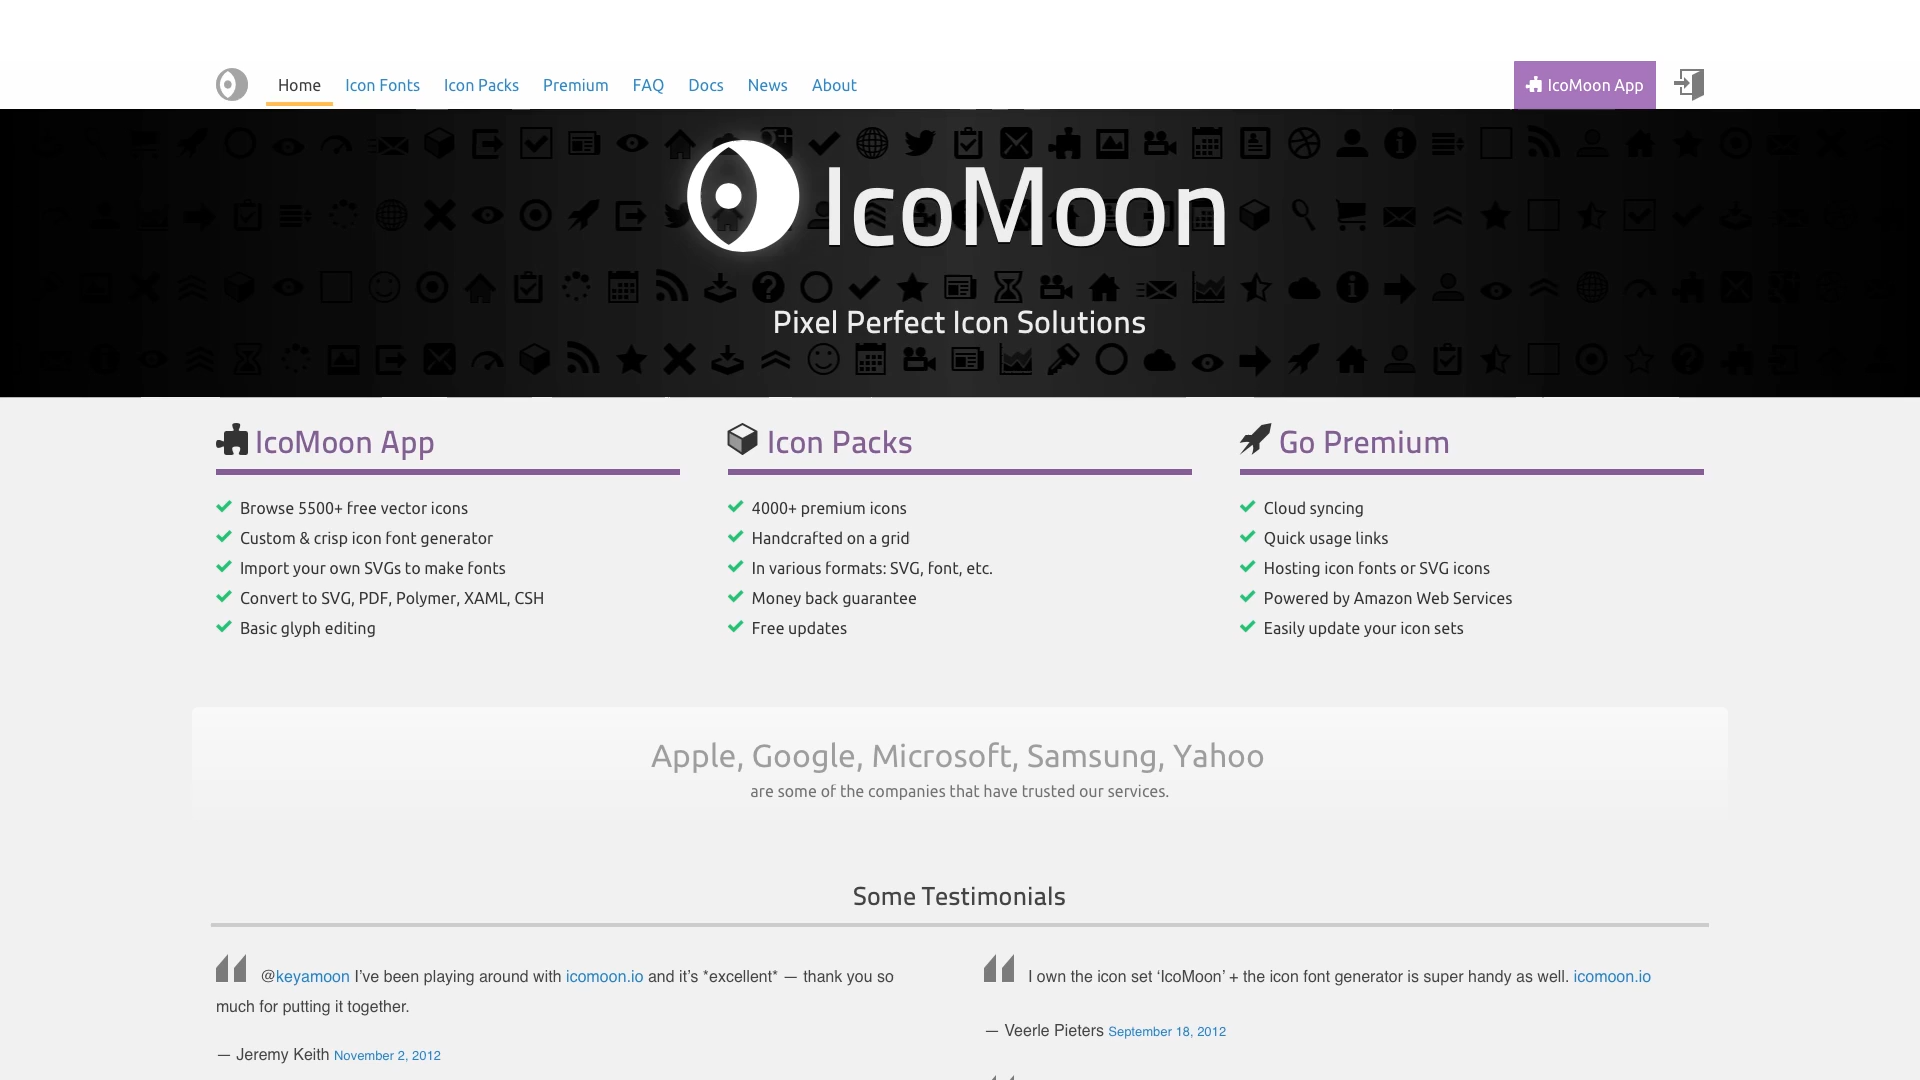 Home Icon Fonts Icon Packs Premium FAQ Docs News About IcoMoon App
IcoMoon
Pixel Perfect Icon Solutions
IcoMoon App
Browse 5500+ free vector icons
Custom & crisp icon font generator
Import your own SVGs to make fonts
Convert to SVG, PDF, Polymer, XAML, CSH
Basic glyph editing
Icon Packs
4000+ premium icons
Handcrafted on a grid
In various formats: SVG, font, etc.
Money back guarantee
Free updates
Go Premium
Cloud syncing
Quick usage links
Hosting icon fonts or SVG icons
Powered by Amazon Web Services
Easily update your icon sets
Apple, Google, Microsoft, Samsung, Yahoo
are some of the companies that have trusted our services.
Some Testimonials
@keyamoon I’ve been playing around with icomoon.io and it’s *excellent* — thank you so
much for putting it together.
— Jeremy Keith November 2, 2012
I own the icon set ‘IcoMoon’ + the icon font generator is super handy as well. icomoon.io
— Veerle Pieters September 18, 2012